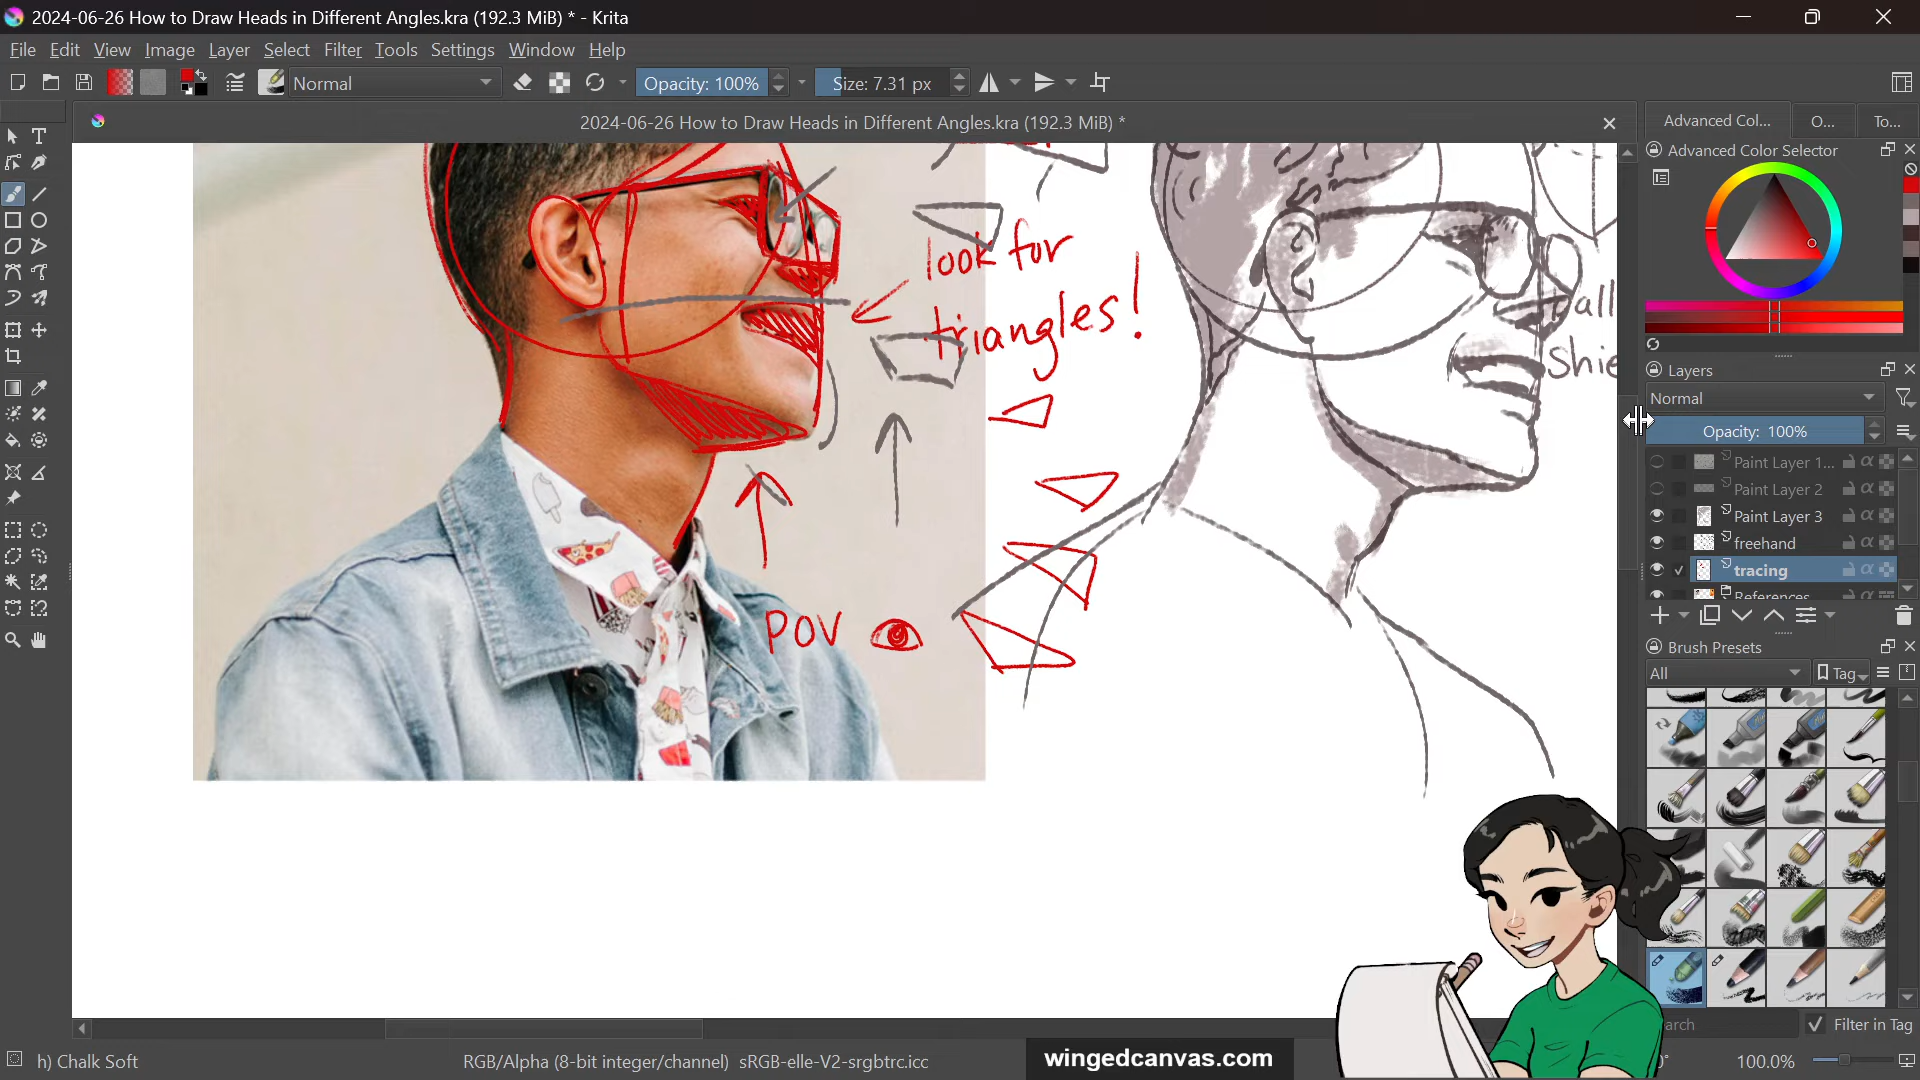 2024-06-26 How to Draw Heads in Different Angles.kra (192.3 MiB) * - Krita
File Edit View Image Layer Select Filter Tools Settings Window Help
Normal Opacity: 100% Size: 7.31 px
2024-06-26 How to Draw Heads in Different Angles.kra (192.3 MiB) *
Advanced Col... O... To...
Advanced Color Selector
look for
triangles!
all
Shie
POV
Layers
Normal
Opacity: 100%
Paint Layer 1...
Paint Layer 2
Paint Layer 3
freehand
tracing
References
Brush Presets
All Tag
arch Filter in Tag
h) Chalk Soft RGB/Alpha (8-bit integer/channel) sRGB-elle-V2-srgbtrc.icc wingedcanvas.com 100.0%